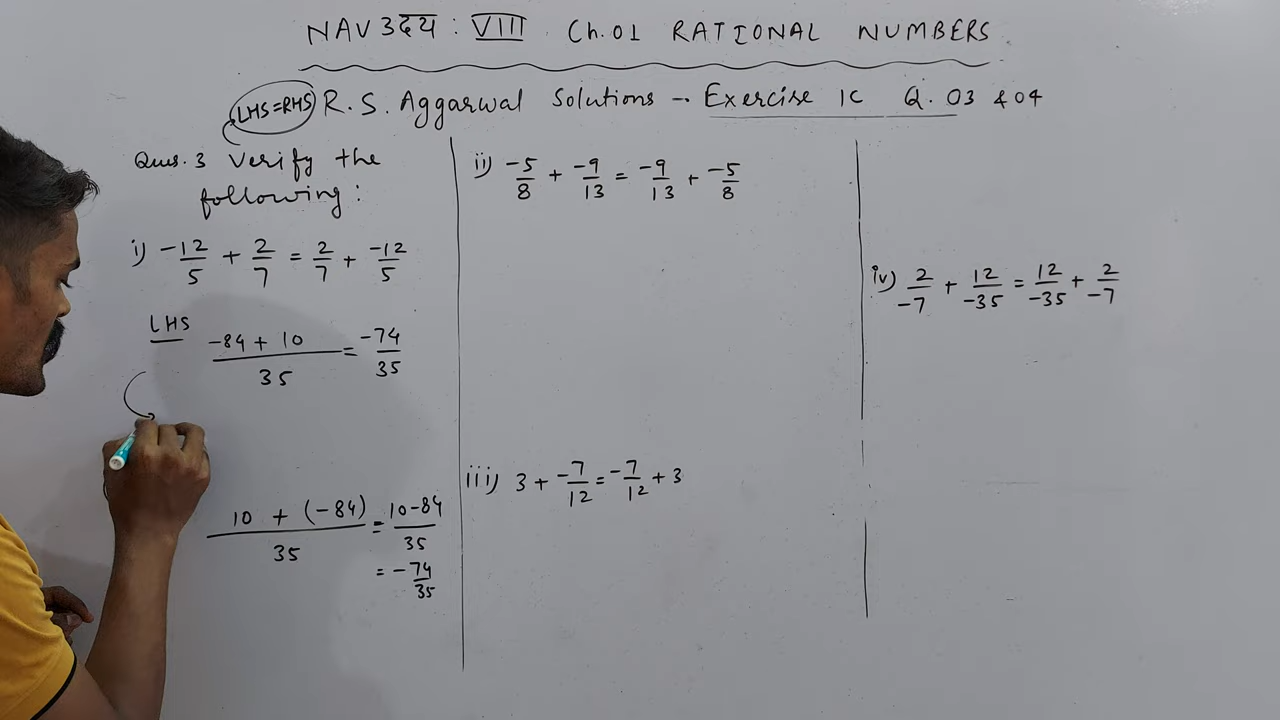 NAV उदय : VIII Ch.01 RATIONAL NUMBERS
LHS=RHS R.S. Aggarwal Solutions - Exercise 1C Q. 03 & 04
Ques. 3 Verify the
following :
i) -12/5 + 2/7 = 2/7 + -12/5
LHS
-84 + 10 / 35 = -74/35
10 + (-84) / 35 = 10-84 / 35
= -74/35
ii) -5/8 + -9/13 = -9/13 + -5/8
iii) 3 + -7/12 = -7/12 + 3
iv) 2/-7 + 12/-35 = 12/-35 + 2/-7